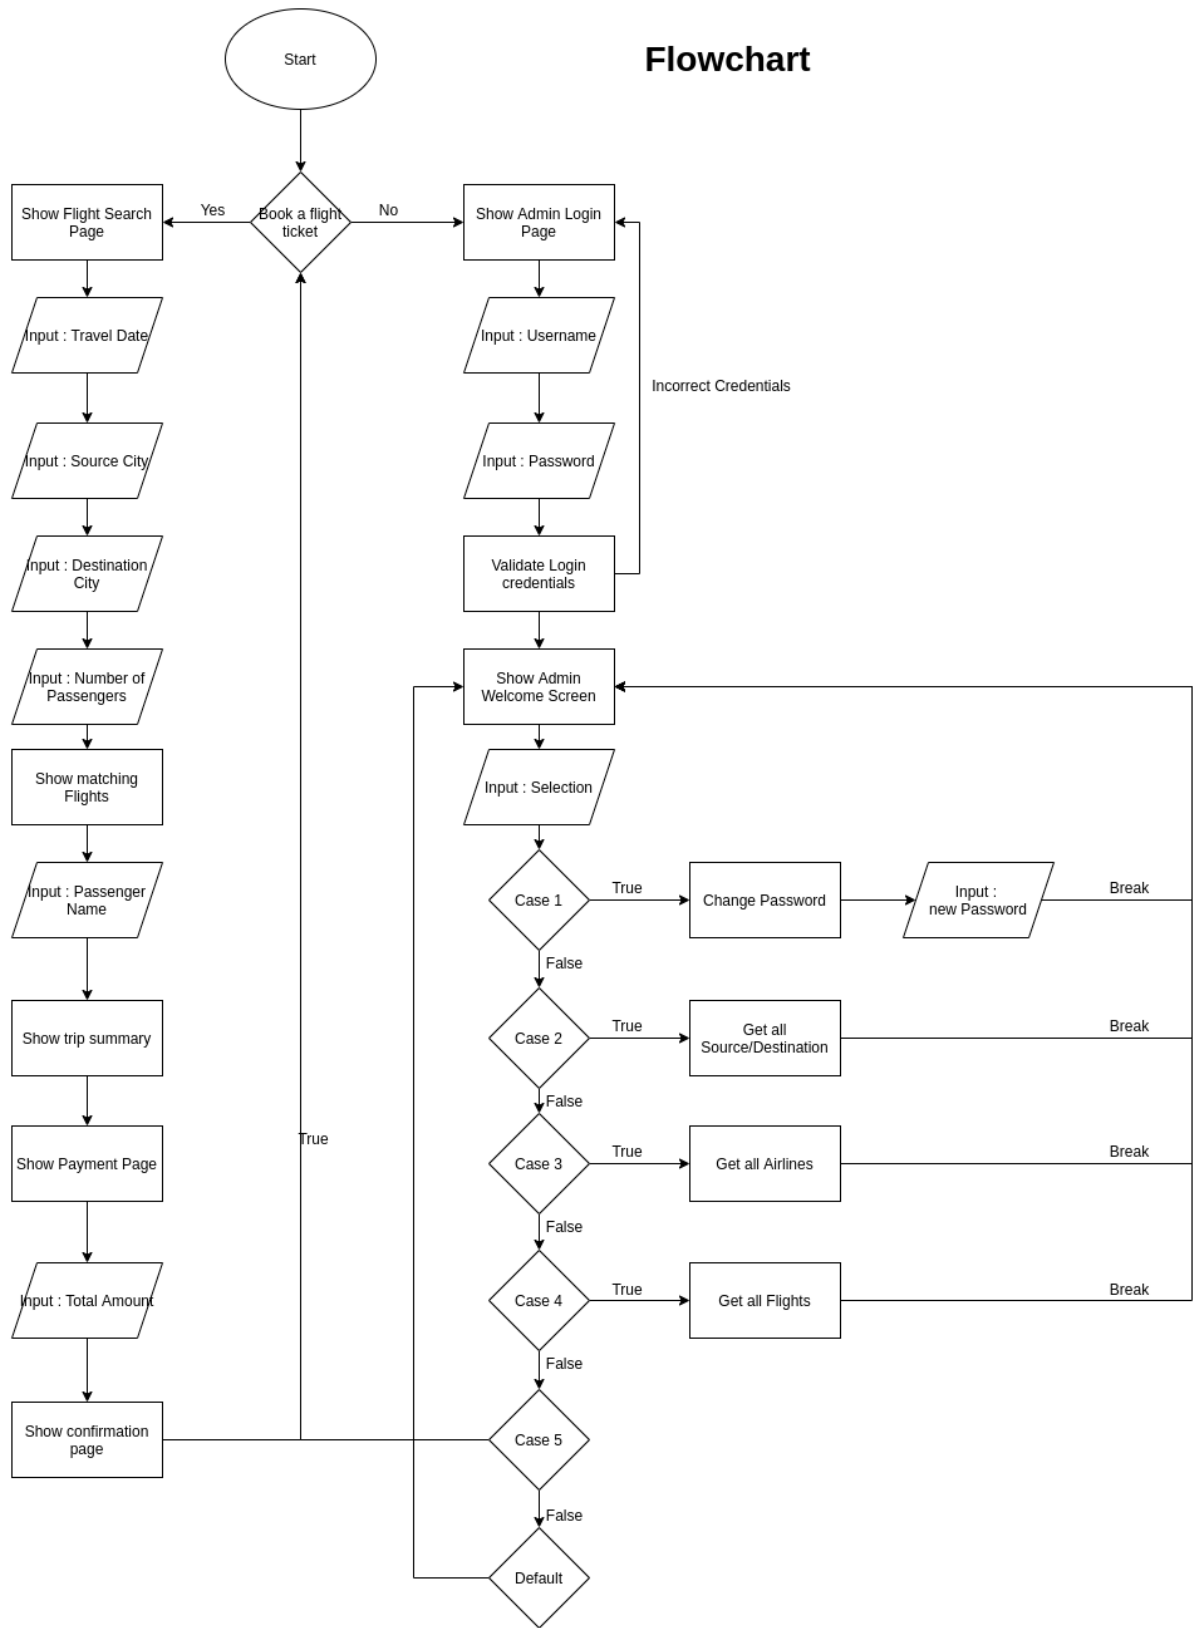 Flowchart
Start
Book a flight
ticket
Yes
No
Show Flight Search
Page
Input : Travel Date
Input : Source City
Input : Destination
City
Input : Number of
Passengers
Show matching
Flights
Input : Passenger
Name
Show trip summary
Show Payment Page
Input : Total Amount
Show confirmation
page
True
Show Admin Login
Page
Input : Username
Input : Password
Incorrect Credentials
Validate Login
credentials
Show Admin
Welcome Screen
Input : Selection
Case 1
True
Change Password
Input :
new Password
Break
False
Case 2
True
Get all
Source/Destination
Break
False
Case 3
True
Get all Airlines
Break
False
Case 4
True
Get all Flights
Break
False
Case 5
False
Default